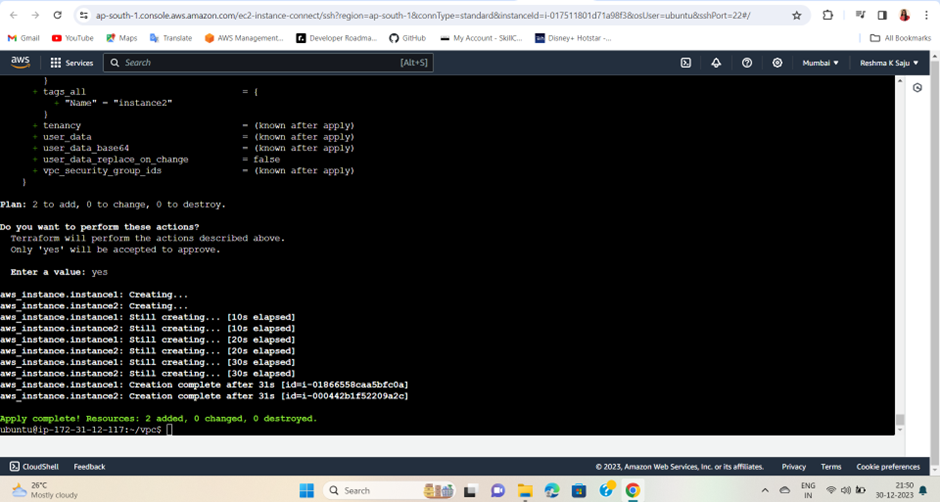 ap-south-1.console.aws.amazon.com/ec2-instance-connect/ssh?region=ap-south-1&connType=standard&instanceId=i-017511801d71a98f3&osUser=ubuntu&sshPort=22#/
Gmail YouTube Maps Translate AWS Management... Developer Roadma... GitHub My Account - SkillC... Disney+ Hotstar -... All Bookmarks
aws Services Search [Alt+S] Mumbai Reshma K Saju
}
+ tags_all = {
+ "Name" = "instance2"
}
+ tenancy = (known after apply)
+ user_data = (known after apply)
+ user_data_base64 = (known after apply)
+ user_data_replace_on_change = false
+ vpc_security_group_ids = (known after apply)
}
Plan: 2 to add, 0 to change, 0 to destroy.
Do you want to perform these actions?
Terraform will perform the actions described above.
Only 'yes' will be accepted to approve.
Enter a value: yes
aws_instance.instance1: Creating...
aws_instance.instance2: Creating...
aws_instance.instance1: Still creating... [10s elapsed]
aws_instance.instance2: Still creating... [10s elapsed]
aws_instance.instance1: Still creating... [20s elapsed]
aws_instance.instance2: Still creating... [20s elapsed]
aws_instance.instance1: Still creating... [30s elapsed]
aws_instance.instance2: Still creating... [30s elapsed]
aws_instance.instance1: Creation complete after 31s [id=i-01866558caa5bfc0a]
aws_instance.instance2: Creation complete after 31s [id=i-000442b1f52209a2c]
Apply complete! Resources: 2 added, 0 changed, 0 destroyed.
ubuntu@ip-172-31-12-117:~/vpc$
CloudShell Feedback © 2023, Amazon Web Services, Inc. or its affiliates. Privacy Terms Cookie preferences
26°C
Mostly cloudy
Search
ENG
IN
21:50
30-12-2023